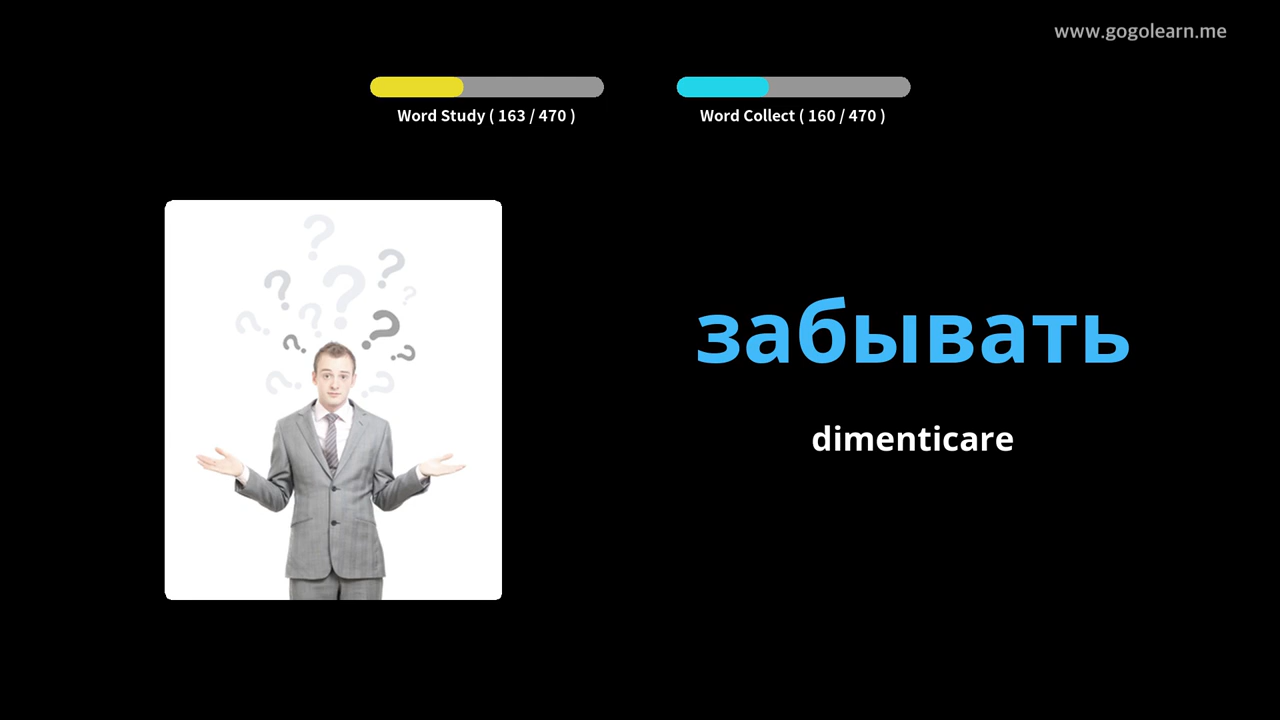 www.gogolearn.me
Word Study ( 163 / 470 )
Word Collect ( 160 / 470 )
забывать
dimenticare